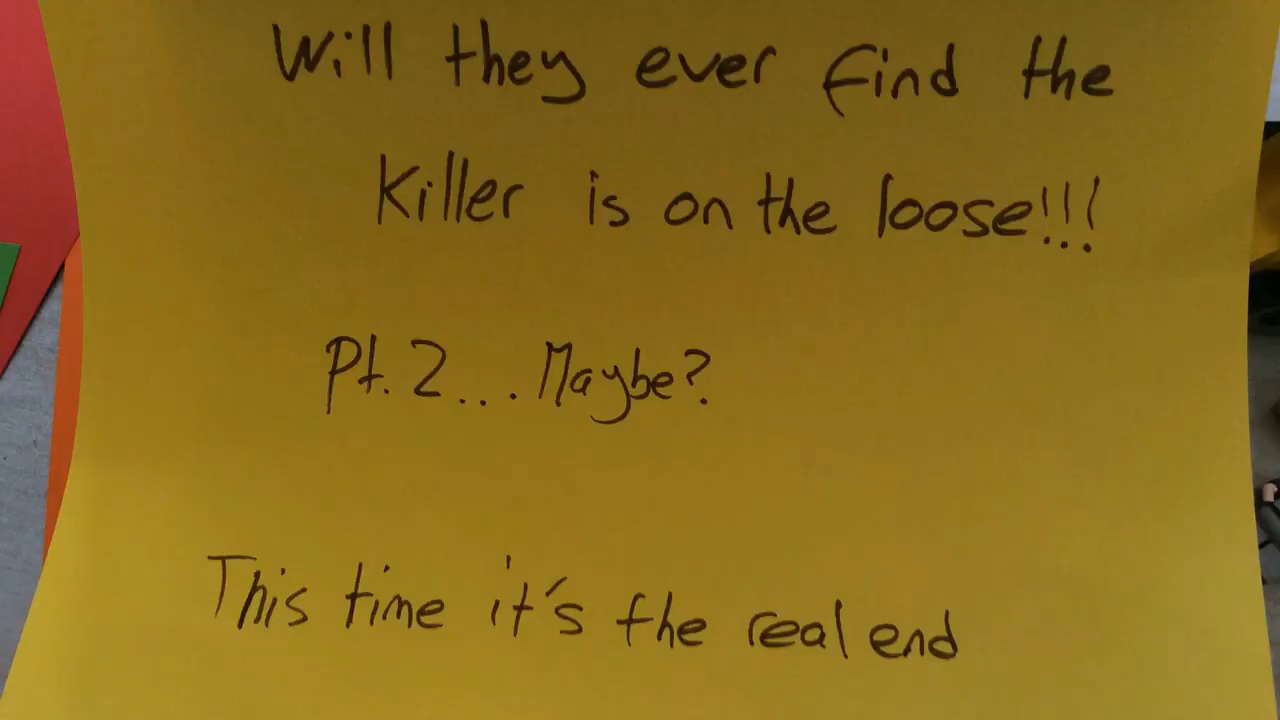 Will they ever find the
Killer is on the loose!!!
Pt. 2... Maybe?
This time it's the real end